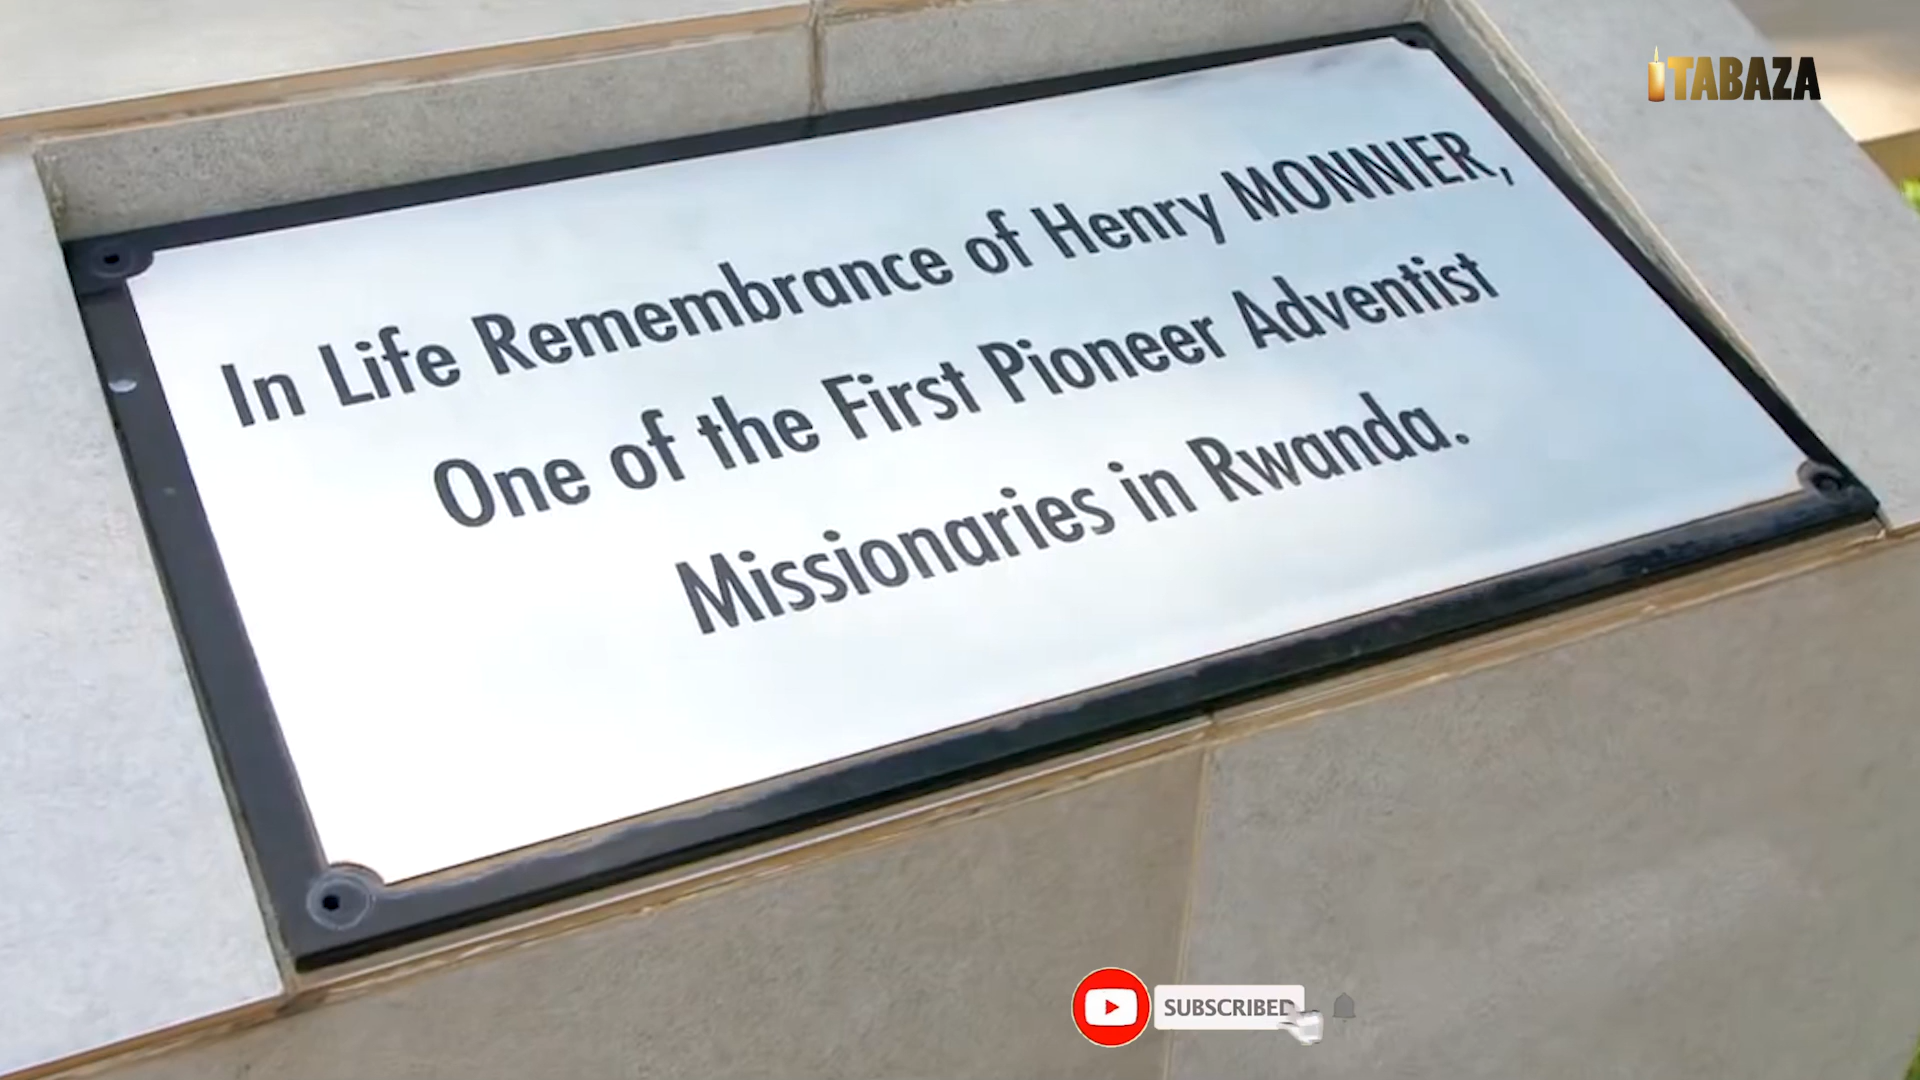 ITABAZA
In Life Remembrance of Henry MONNIER,
One of the First Pioneer Adventist
Missionaries in Rwanda.
SUBSCRIBED